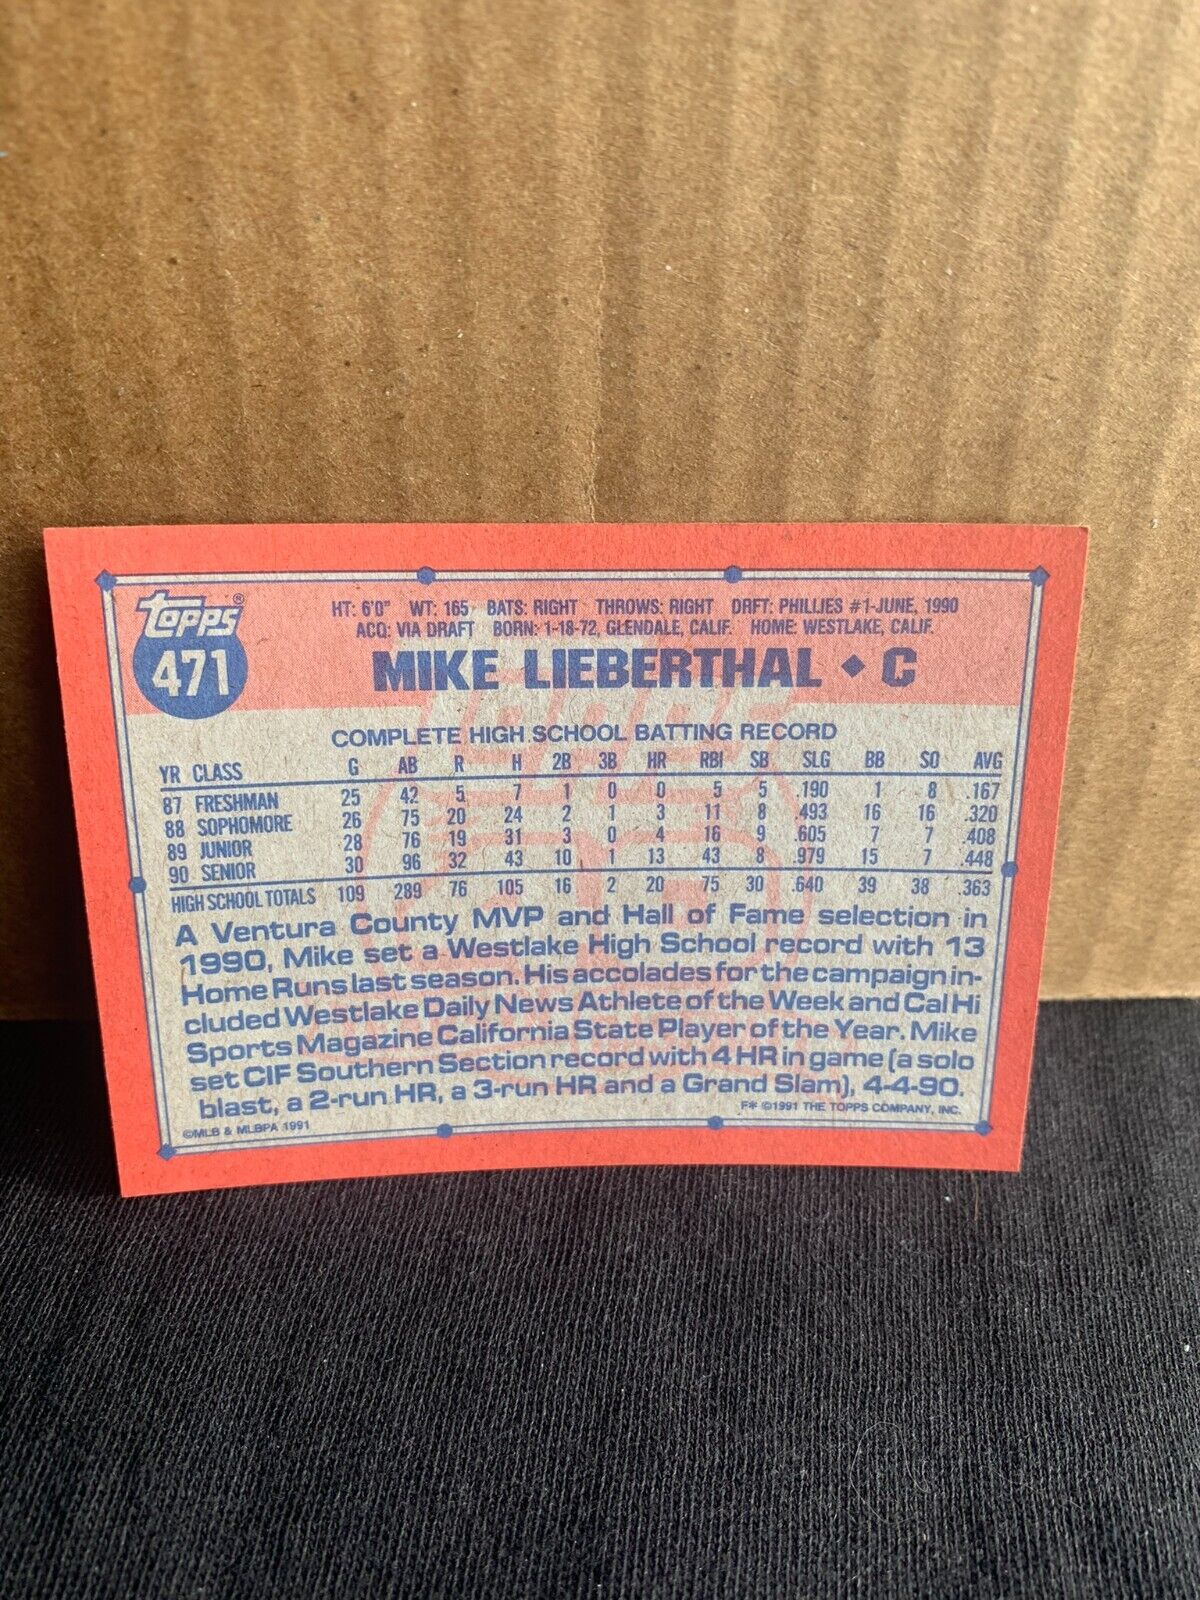 topps®
471
HT: 6'0" WT: 165 BATS: RIGHT THROWS: RIGHT DRFT: PHILLIES #1-JUNE, 1990
ACQ: VIA DRAFT BORN: 1-18-72, GLENDALE, CALIF. HOME: WESTLAKE, CALIF.
MIKE LIEBERTHAL ◆ C
COMPLETE HIGH SCHOOL BATTING RECORD
YR CLASS G AB R H 2B 3B HR RBI SB SLG BB SO AVG
87 FRESHMAN 25 42 5 7 1 0 0 5 5 .190 1 8 .167
88 SOPHOMORE 26 75 20 24 2 1 3 11 8 .493 16 16 .320
89 JUNIOR 28 76 19 31 3 0 4 16 9 .605 7 7 .408
90 SENIOR 30 96 32 43 10 1 13 43 8 .979 15 7 .448
HIGH SCHOOL TOTALS 109 289 76 105 16 2 20 75 30 .640 39 38 .363
A Ventura County MVP and Hall of Fame selection in
1990, Mike set a Westlake High School record with 13
Home Runs last season. His accolades for the campaign in-
cluded Westlake Daily News Athlete of the Week and Cal Hi
Sports Magazine California State Player of the Year. Mike
set CIF Southern Section record with 4 HR in game (a solo
blast, a 2-run HR, a 3-run HR and a Grand Slam), 4-4-90.
©MLB & MLBPA 1991 F* ©1991 THE TOPPS COMPANY, INC.